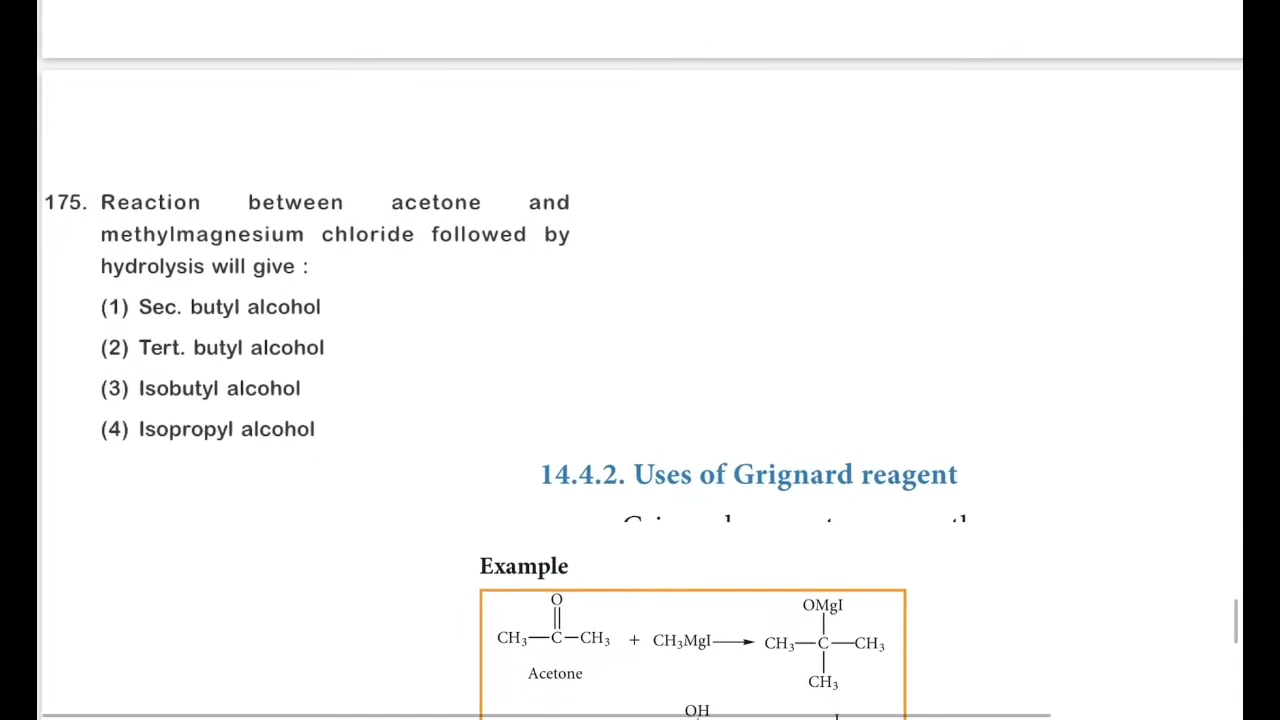 175. Reaction between acetone and
methylmagnesium chloride followed by
hydrolysis will give :
(1) Sec. butyl alcohol
(2) Tert. butyl alcohol
(3) Isobutyl alcohol
(4) Isopropyl alcohol
14.4.2. Uses of Grignard reagent
Example
O
OMgI
CH₃—C—CH₃ + CH₃MgI → CH₃—C—CH₃
Acetone
CH₃
OH